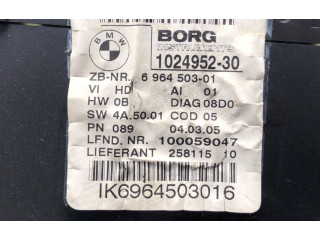 BMW
BORG
INSTRUMENTS
1024952-30
ZB-NR. 6 964 503-01
VI HD AI 01
HW 0B DIAG 08D0
SW 4A.50.01 COD 05
PN 089 04.03.05
LFND. NR. 100059047
LIEFERANT 258115 10
IK6964503016